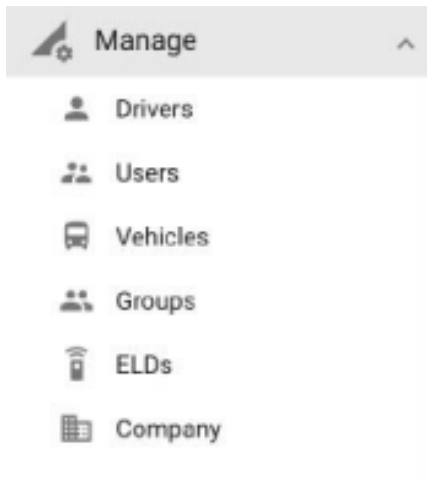 Manage
Drivers
Users
Vehicles
Groups
ELDs
Company